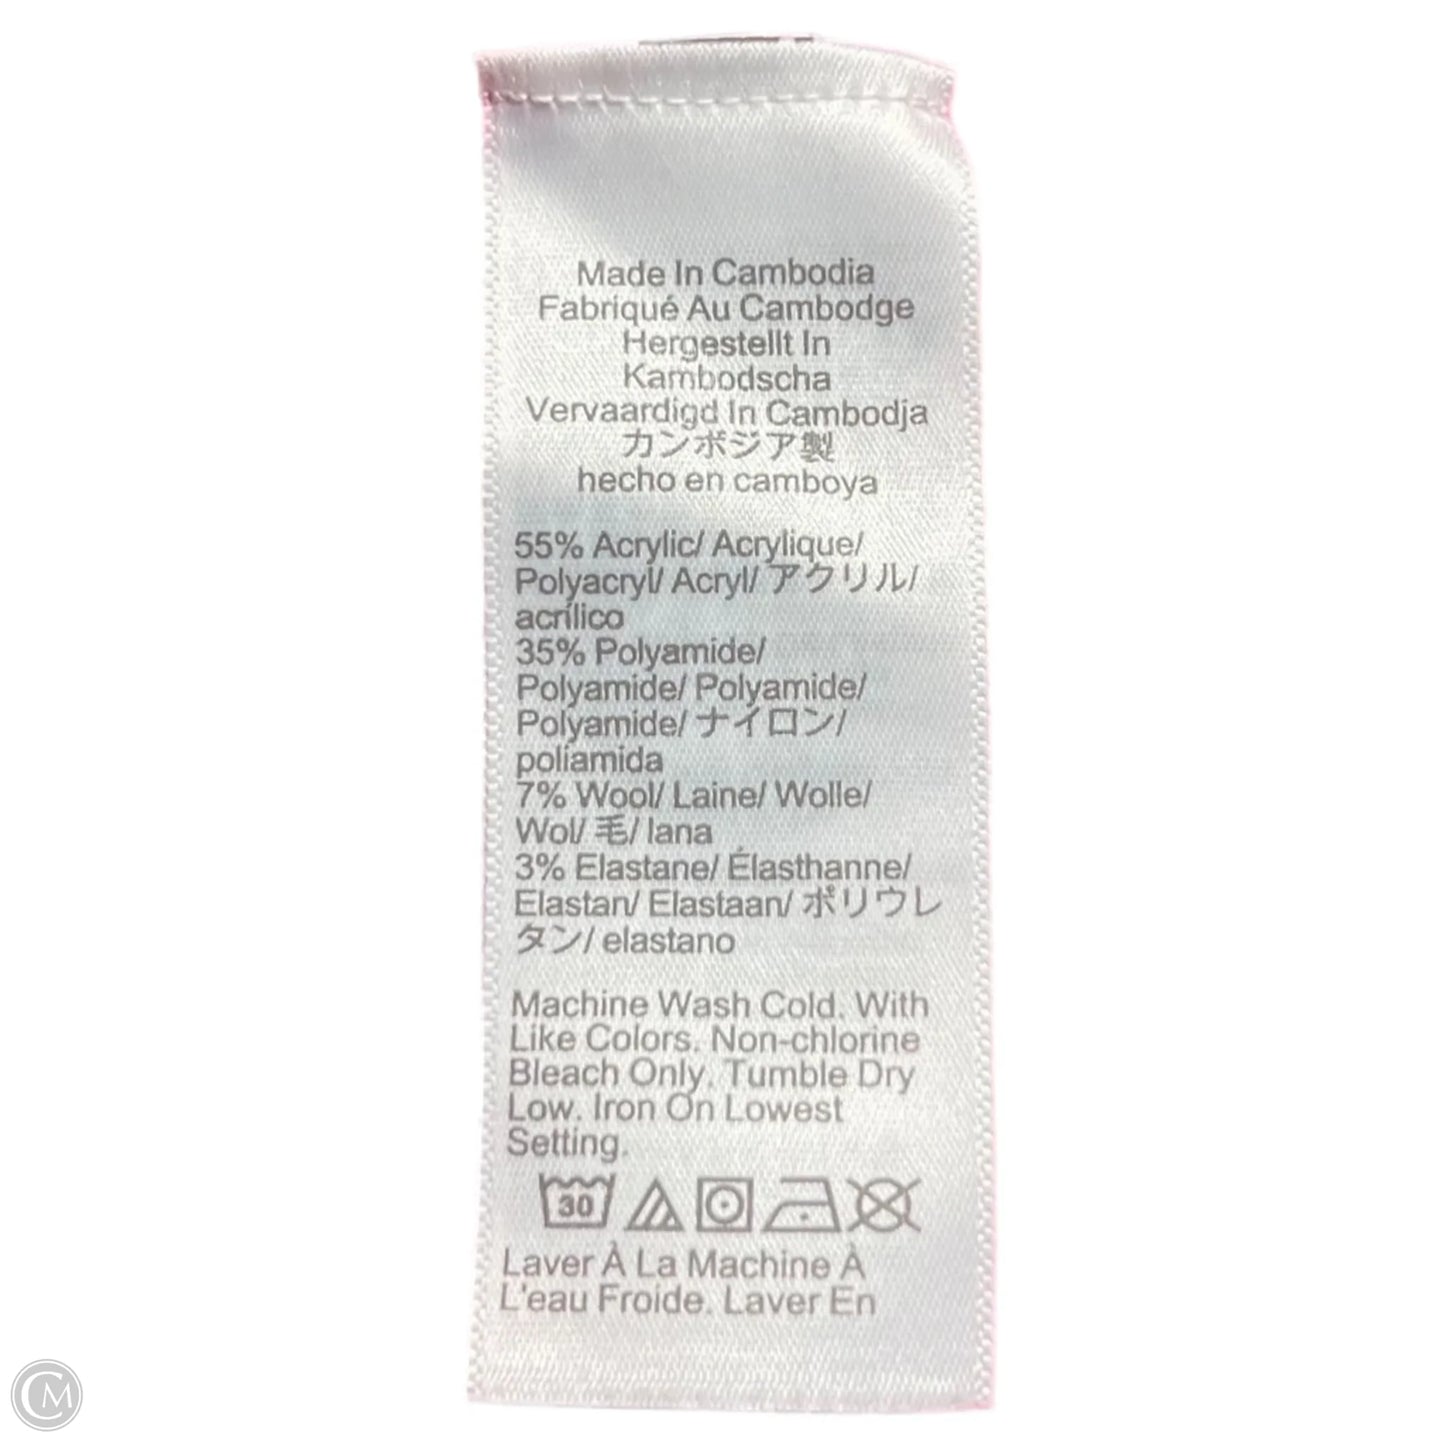 Made In Cambodia
Fabriqué Au Cambodge
Hergestellt In
Kambodscha
Vervaardigd In Cambodja
カンボジア製
hecho en camboya
55% Acrylic/ Acrylique/
Polyacryl/ Acryl/ アクリル/
acrílico
35% Polyamide/
Polyamide/ Polyamide/
Polyamide/ ナイロン/
poliamida
7% Wool/ Laine/ Wolle/
Wol/ 毛/ lana
3% Elastane/ Élasthanne/
Elastan/ Elastaan/ ポリウレ
タン/ elastano
Machine Wash Cold. With
Like Colors. Non-chlorine
Bleach Only. Tumble Dry
Low. Iron On Lowest
Setting.
30
Laver À La Machine À
L'eau Froide. Laver En
CM